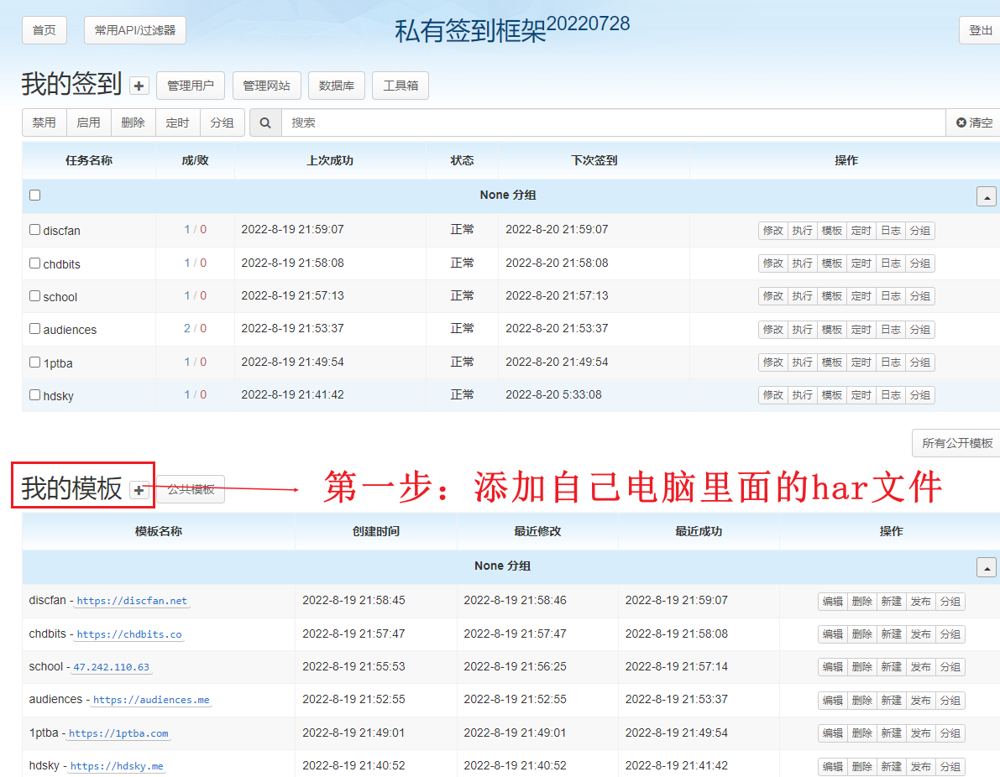 首页 常用API/过滤器 私有签到框架20220728 登出
我的签到 管理用户 管理网站 数据库 工具箱
禁用 启用 删除 定时 分组 搜索 清空
任务名称 成/败 上次成功 状态 下次签到 操作
None 分组
discfan 1 / 0 2022-8-19 21:59:07 正常 2022-8-20 21:59:07 修改 执行 模板 定时 日志 分组
chdbits 1 / 0 2022-8-19 21:58:08 正常 2022-8-20 21:58:08 修改 执行 模板 定时 日志 分组
school 1 / 0 2022-8-19 21:57:13 正常 2022-8-20 21:57:13 修改 执行 模板 定时 日志 分组
audiences 2 / 0 2022-8-19 21:53:37 正常 2022-8-20 21:53:37 修改 执行 模板 定时 日志 分组
1ptba 1 / 0 2022-8-19 21:49:54 正常 2022-8-20 21:49:54 修改 执行 模板 定时 日志 分组
hdsky 1 / 0 2022-8-19 21:41:42 正常 2022-8-20 5:33:08 修改 执行 模板 定时 日志 分组
所有公开模板
我的模板 公共模板 第一步：添加自己电脑里面的har文件
模板名称 创建时间 最近修改 最近成功 操作
None 分组
discfan - https://discfan.net 2022-8-19 21:58:45 2022-8-19 21:58:46 2022-8-19 21:59:07 编辑 删除 新建 发布 分组
chdbits - https://chdbits.co 2022-8-19 21:57:47 2022-8-19 21:57:47 2022-8-19 21:58:08 编辑 删除 新建 发布 分组
school - 47.242.110.63 2022-8-19 21:55:53 2022-8-19 21:56:25 2022-8-19 21:57:14 编辑 删除 新建 发布 分组
audiences - https://audiences.me 2022-8-19 21:52:55 2022-8-19 21:52:55 2022-8-19 21:53:37 编辑 删除 新建 发布 分组
1ptba - https://1ptba.com 2022-8-19 21:49:01 2022-8-19 21:49:01 2022-8-19 21:49:54 编辑 删除 新建 发布 分组
hdsky - https://hdsky.me 2022-8-19 21:40:52 2022-8-19 21:40:52 2022-8-19 21:41:42 编辑 删除 新建 发布 分组